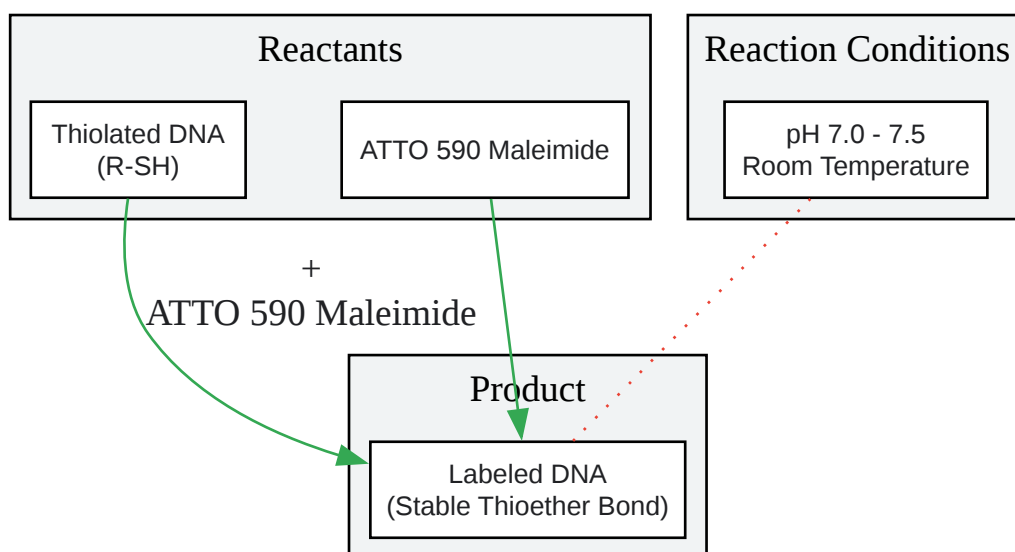 Reactants
Thiolated DNA
(R-SH)
ATTO 590 Maleimide
Reaction Conditions
pH 7.0 - 7.5
Room Temperature
+
ATTO 590 Maleimide
Product
Labeled DNA
(Stable Thioether Bond)